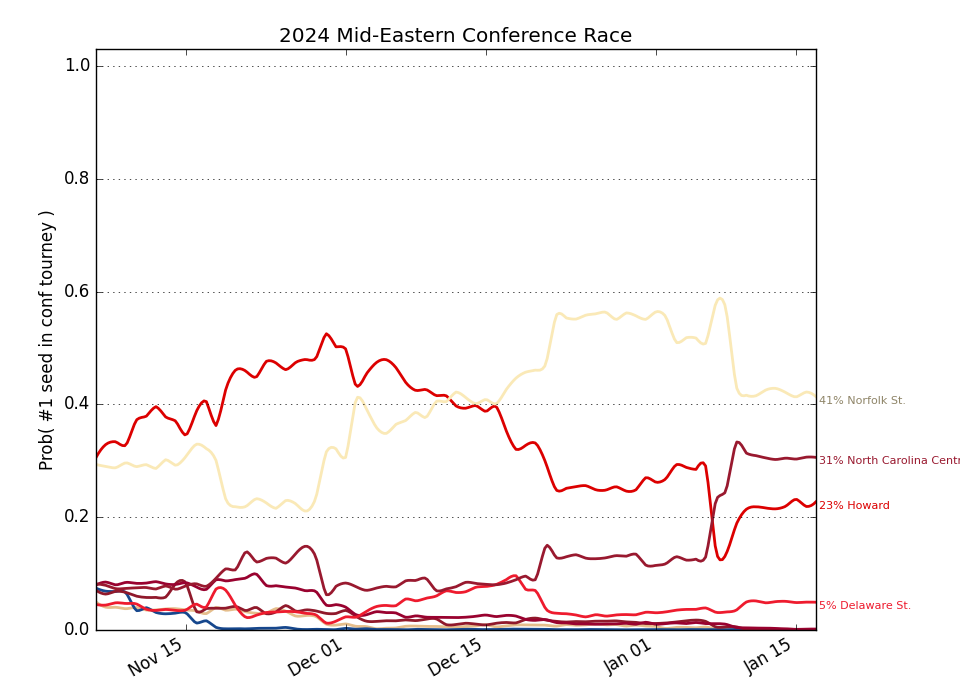 2024 Mid-Eastern Conference Race
Prob( #1 seed in conf tourney )
1.0
0.8
0.6
0.4
0.2
0.0
41% Norfolk St.
31% North Carolina Centr
23% Howard
5% Delaware St.
Nov 15
Dec 01
Dec 15
Jan 01
Jan 15